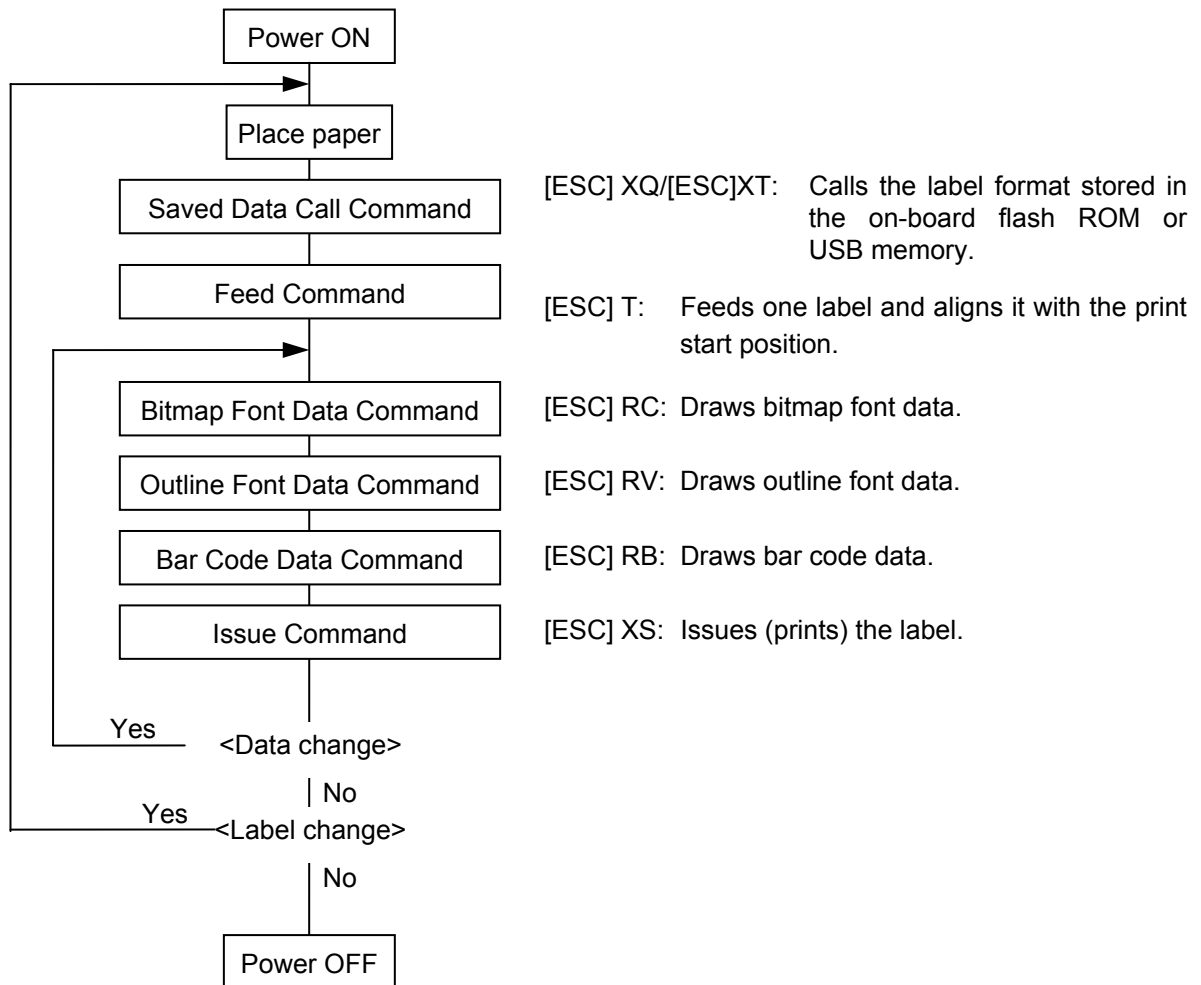 Power ON
Place paper
Saved Data Call Command
[ESC] XQ/[ESC]XT: Calls the label format stored in
the on-board flash ROM or
USB memory.
Feed Command
[ESC] T: Feeds one label and aligns it with the print
start position.
Bitmap Font Data Command
[ESC] RC: Draws bitmap font data.
Outline Font Data Command
[ESC] RV: Draws outline font data.
Bar Code Data Command
[ESC] RB: Draws bar code data.
Issue Command
[ESC] XS: Issues (prints) the label.
Yes
<Data change>
No
Yes
<Label change>
No
Power OFF